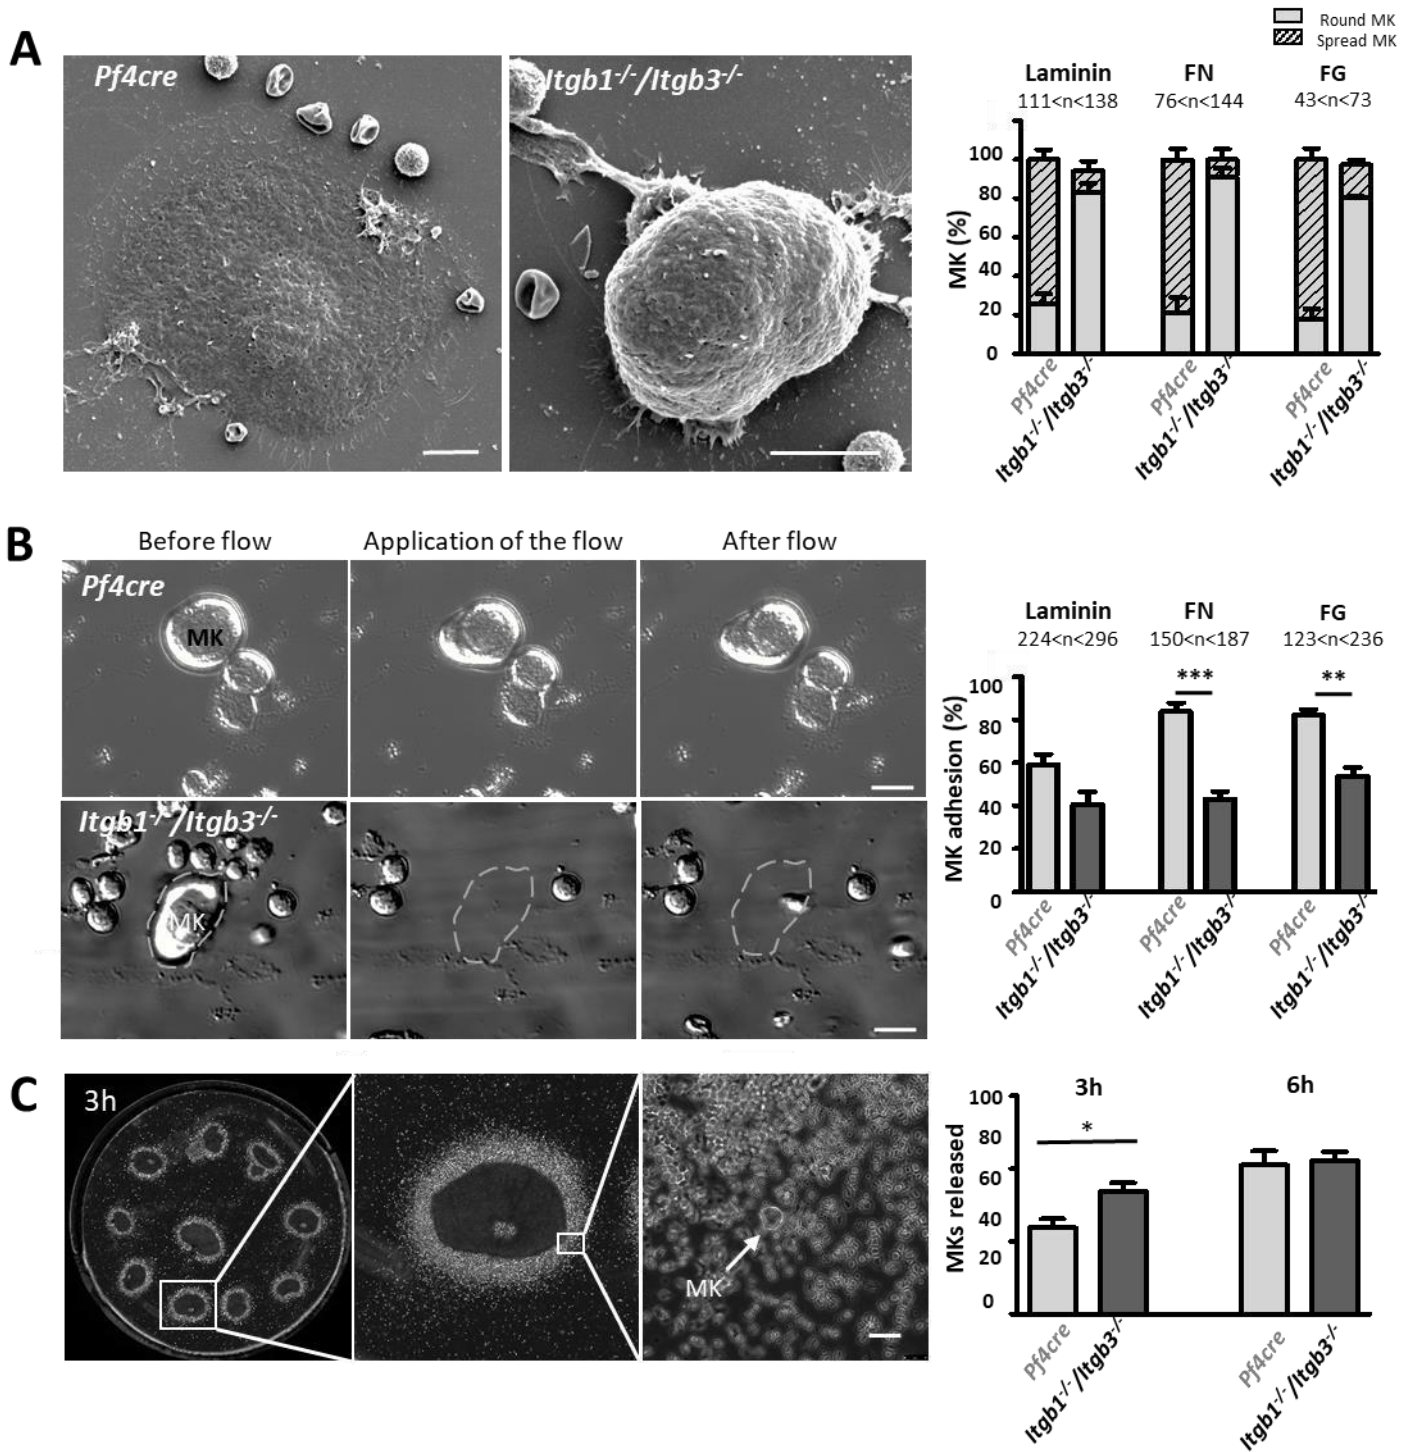 Round MK
Spread MK
A
Pf4cre
Itgb1-/-/Itgb3-/-
Laminin
FN
FG
111<n<138
76<n<144
43<n<73
MK (%)
100
80
60
40
20
0
Pf4cre
Itgb1-/-/Itgb3-/-
Pf4cre
Itgb1-/-/Itgb3-/-
Pf4cre
Itgb1-/-/Itgb3-/-
B
Before flow
Application of the flow
After flow
Pf4cre
MK
Itgb1-/-/Itgb3-/-
MK
Laminin
FN
FG
224<n<296
150<n<187
123<n<236
***
**
MK adhesion (%)
100
80
60
40
20
0
Pf4cre
Itgb1-/-/Itgb3-/-
Pf4cre
Itgb1-/-/Itgb3-/-
Pf4cre
Itgb1-/-/Itgb3-/-
C
3h
MK
3h
6h
*
MKs released
100
80
60
40
20
0
Pf4cre
Itgb1-/-/Itgb3-/-
Pf4cre
Itgb1-/-/Itgb3-/-